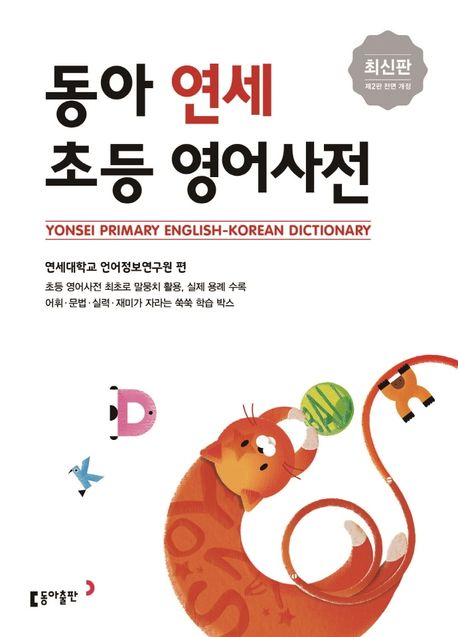 최신판
제2판 전면 개정
동아 연세
초등 영어사전
YONSEI PRIMARY ENGLISH-KOREAN DICTIONARY
연세대학교 언어정보연구원 편
초등 영어사전 최초로 말뭉치 활용, 실제 용례 수록
어휘·문법·실력·재미가 자라는 쑥쑥 학습 박스
D
K
BALL
동아출판